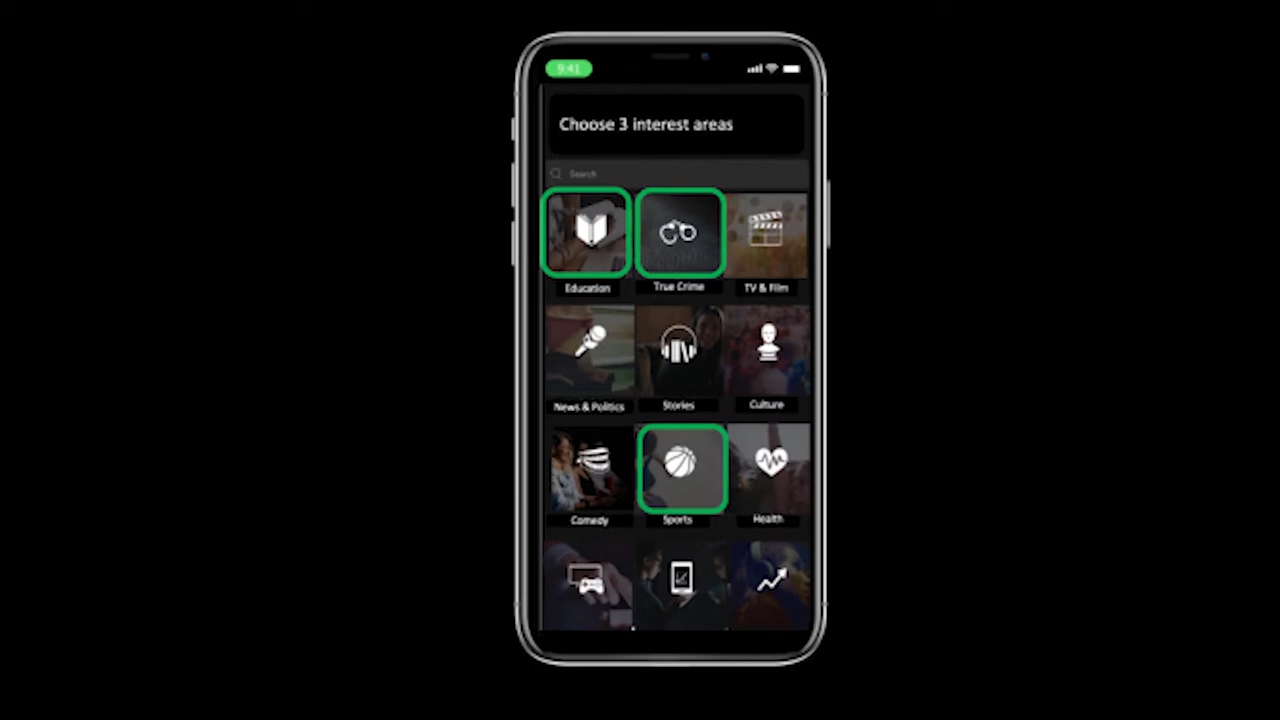 9:41
Choose 3 interest areas
Search
Education True Crime TV & Film
News & Politics Stories Culture
Comedy Sports Health